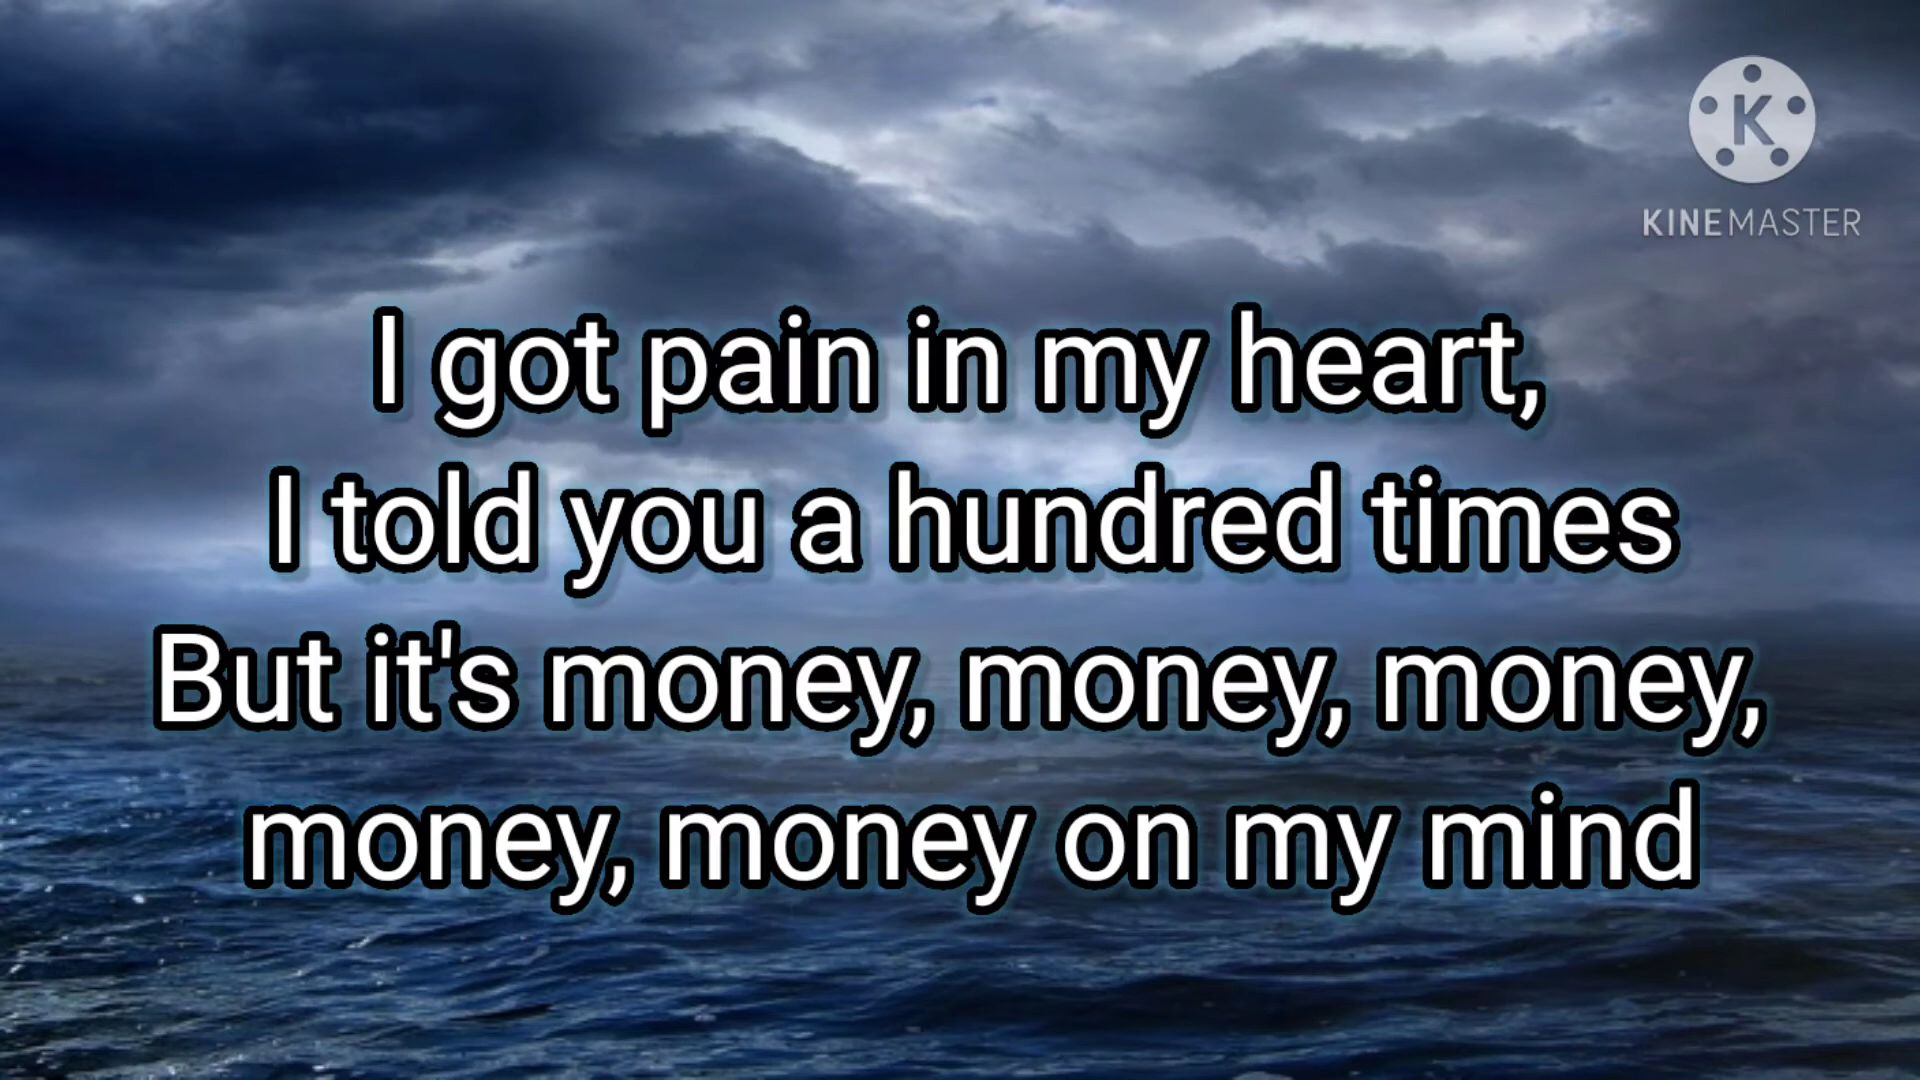 K
KINEMASTER
I got pain in my heart,
I told you a hundred times
But it's money, money, money,
money, money on my mind